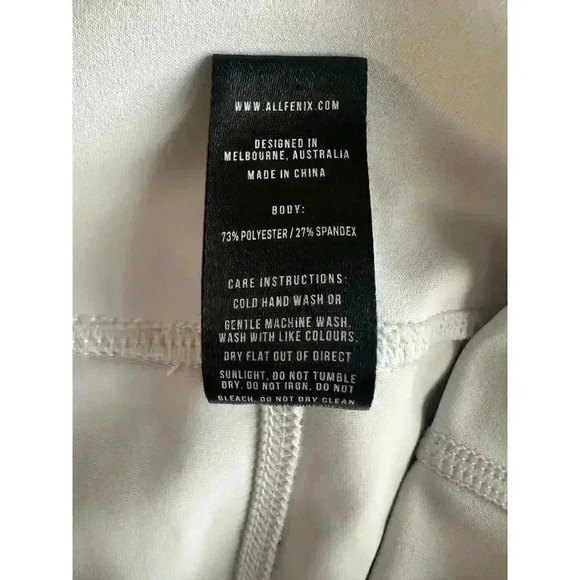 WWW.ALLFENIX.COM
DESIGNED IN
MELBOURNE, AUSTRALIA
MADE IN CHINA
BODY:
73% POLYESTER / 27% SPANDEX
CARE INSTRUCTIONS:
COLD HAND WASH OR
GENTLE MACHINE WASH.
WASH WITH LIKE COLOURS.
DRY FLAT OUT OF DIRECT
SUNLIGHT. DO NOT TUMBLE
DRY. DO NOT IRON. DO NOT
BLEACH. DO NOT DRY CLEAN